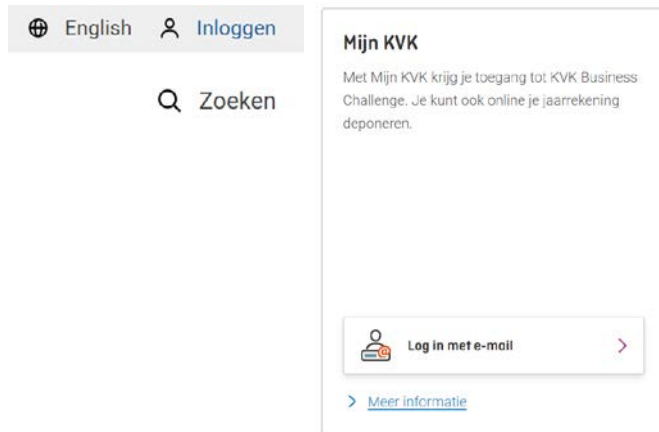 English Inloggen
Zoeken
Mijn KVK
Met Mijn KVK krijg je toegang tot KVK Business
Challenge. Je kunt ook online je jaarrekening
deponeren.
Log in met e-mail
Meer informatie